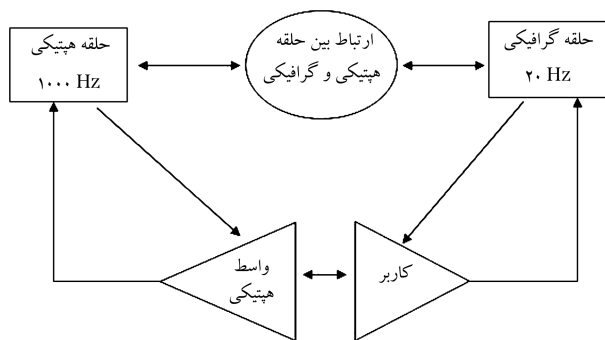 حلقه گرافیکی
۲۰ Hz
ارتباط بین حلقه
هپتیکی و گرافیکی
حلقه هپتیکی
۱۰۰۰ Hz
کاربر
واسط
هپتیکی